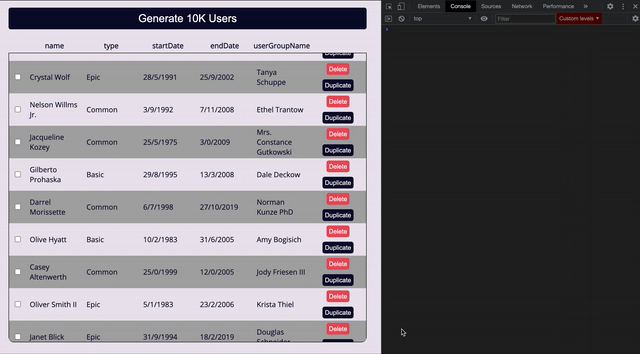 Generate 10K Users
Elements Console Sources Network
top Filter Custom levels ▾
name type startDate endDate userGroupName
Duplicate
Crystal Wolf Epic 28/5/1991 25/9/2002 Tanya Schuppe Delete Duplicate
Nelson Willms Jr. Common 3/9/1992 7/11/2008 Ethel Trantow Delete Duplicate
Jacqueline Kozey Common 25/5/1975 3/0/2009 Mrs. Constance Gutkowski Delete Duplicate
Gilberto Prohaska Basic 29/8/1995 13/3/2008 Dale Deckow Delete Duplicate
Darrel Morissette Common 6/7/1998 27/10/2019 Norman Kunze PhD Delete Duplicate
Olive Hyatt Basic 10/2/1983 31/6/2005 Amy Bogisich Delete Duplicate
Casey Altenwerth Common 25/0/1999 12/0/2005 Jody Friesen III Delete Duplicate
Oliver Smith II Epic 5/1/1983 23/2/2006 Krista Thiel Delete Duplicate
Janet Blick Epic 31/9/1994 18/2/2019 Douglas Schneider Delete Duplicate